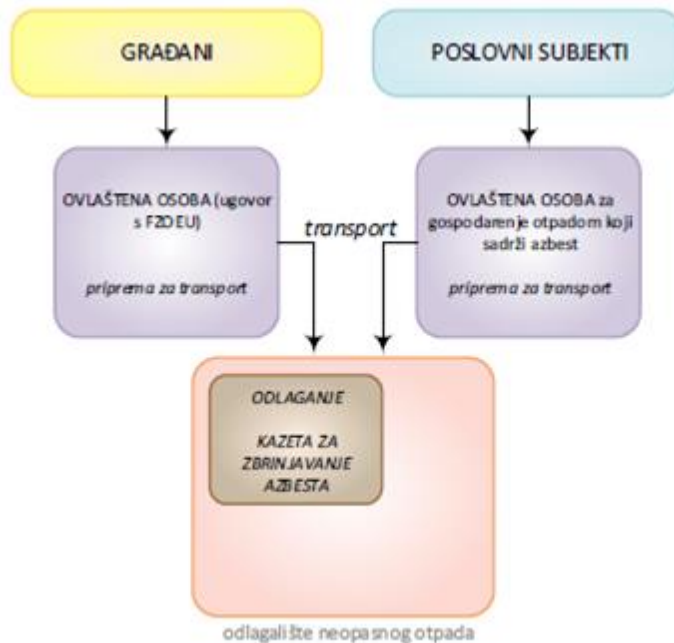 GRAĐANI
POSLOVNI SUBJEKTI
OVLAŠTENA OSOBA (ugovor
s FZOEU)
priprema za transport
transport
OVLAŠTENA OSOBA za
gospodarenje otpadom koji
sadrži azbest
priprema za transport
ODLAGANJE
KAZETA ZA
ZBRINJAVANJE
AZBESTA
odlagalište neopasnog otpada